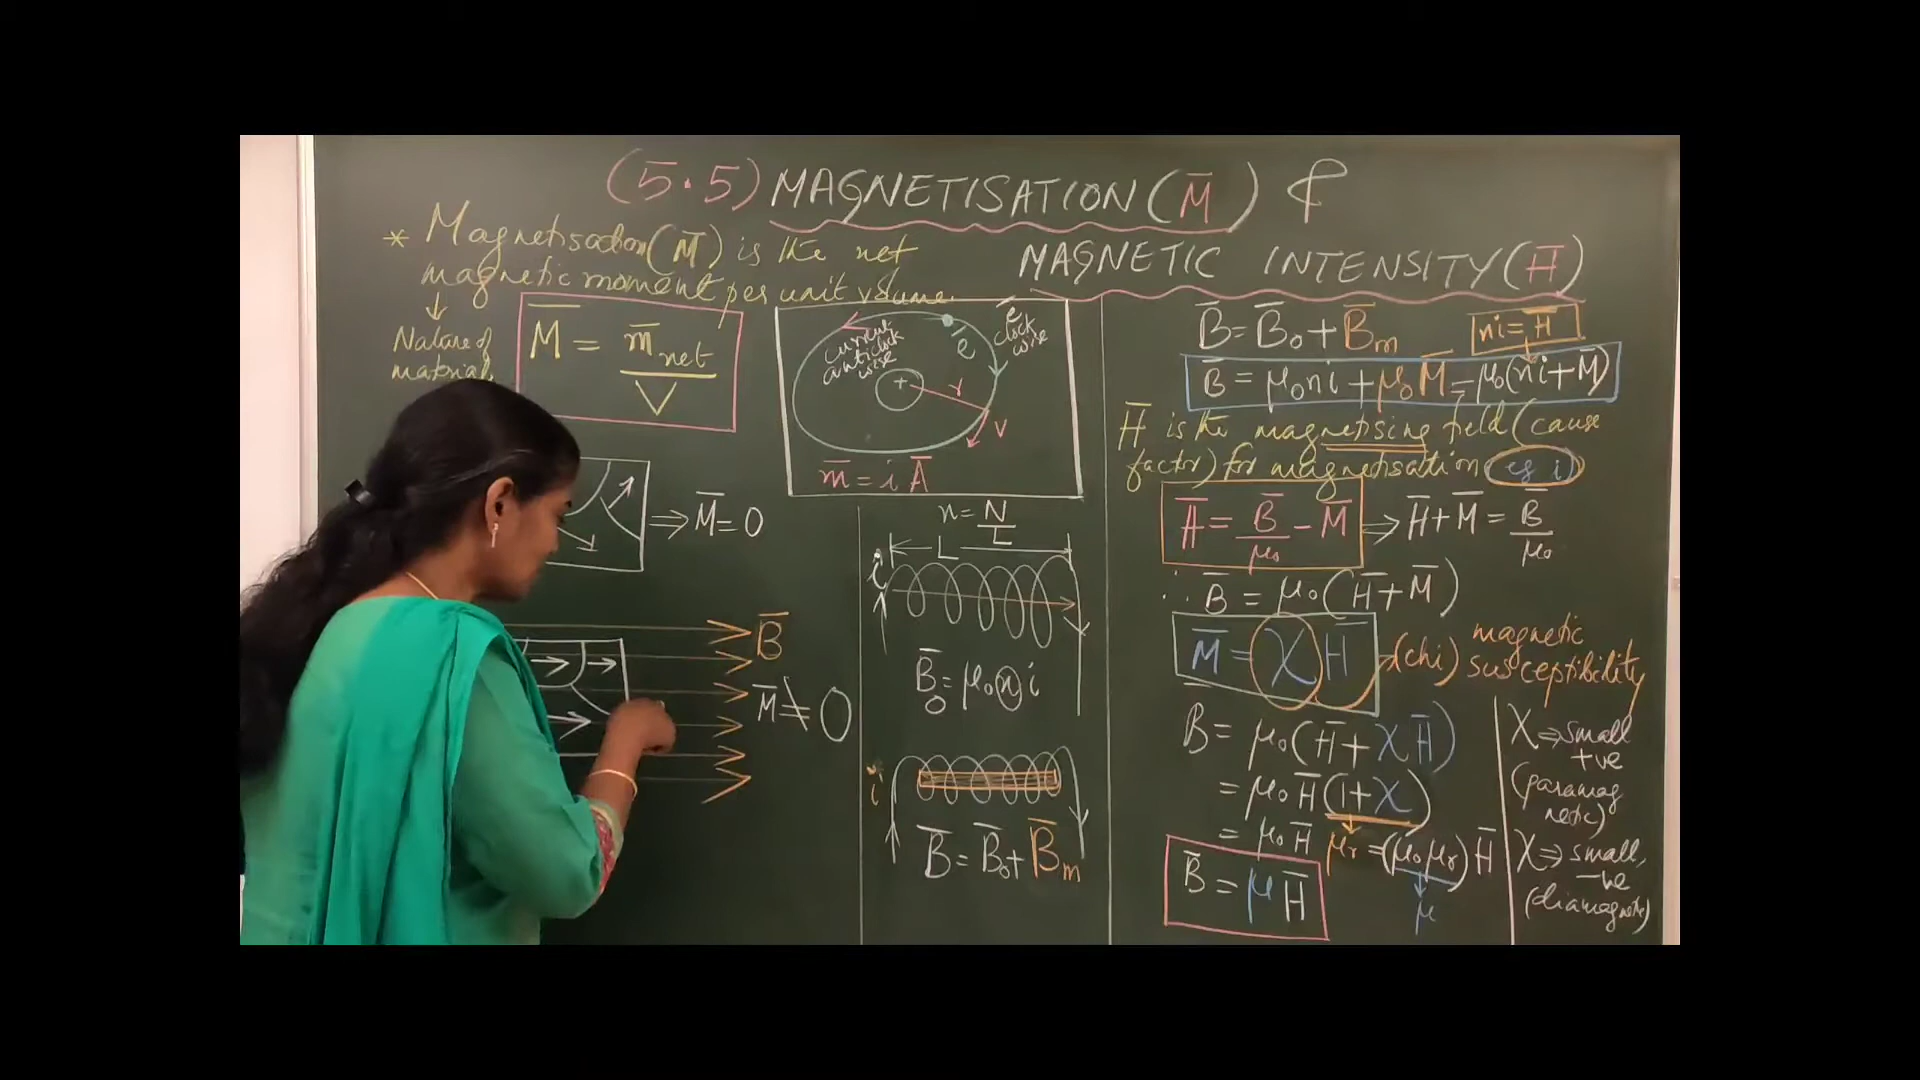 (5.5) MAGNETISATION (M̄) &
MAGNETIC INTENSITY (H̄)
* Magnetisation (M̄) is the net
magnetic moment per unit volume.
↓
Nature of
material
M̄ = m̄net / V
⇒ M̄ = 0
B̄
M̄ ≠ 0
current
anticlock
wise
ē
ē
clock
wise
+
r
v
m̄ = i Ā
n = N/L
L
i
B̄0 = μ0 n i
i
B̄ = B̄0 + B̄m
B̄ = B̄0 + B̄m
ni = H̄
B̄ = μ0ni + μ0M̄ = μ0(ni + M̄)
H̄ is the magnetising field (cause
factor) for magnetisation (eg i)
H̄ = B̄/μ0 − M̄ ⇒ H̄ + M̄ = B̄/μ0
∴ B̄ = μ0(H̄ + M̄)
M̄ = χ H̄ → (chi) magnetic
susceptibility
B = μ0(H̄ + χH̄)
= μ0H̄(1 + χ)
= μ0H̄ μr = (μ0μr)H̄
μ
B̄ = μH̄
χ ⇒ small
+ve
(paramag
netic)
χ ⇒ small,
−ve
(diamagnetic)